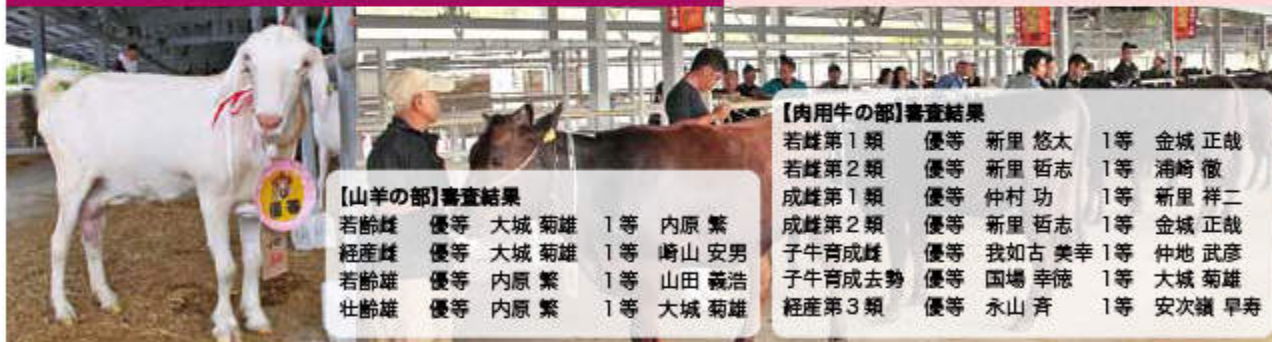 優等
【山羊の部】審査結果
若齢雌 優等 大城 菊雄 1等 内原 繁
経産雌 優等 大城 菊雄 1等 﨑山 安男
若齢雄 優等 内原 繁 1等 山田 義浩
壮齢雄 優等 内原 繁 1等 大城 菊雄
【肉用牛の部】審査結果
若雌第1類 優等 新里 悠太 1等 金城 正哉
若雌第2類 優等 新里 哲志 1等 浦崎 徹
成雌第1類 優等 仲村 功 1等 新里 祥二
成雌第2類 優等 新里 哲志 1等 金城 正哉
子牛育成雌 優等 我如古 美幸 1等 仲地 武彦
子牛育成去勢 優等 国場 幸徳 1等 大城 菊雄
経産第3類 優等 永山 斉 1等 安次嶺 早寿